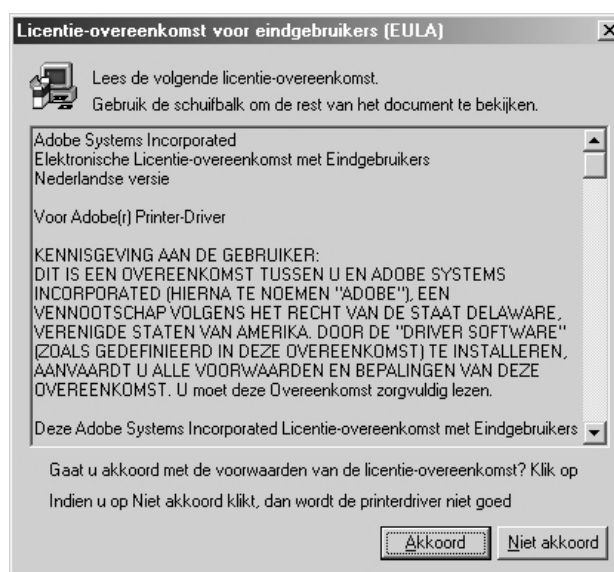 Licentie-overeenkomst voor eindgebruikers (EULA)
Lees de volgende licentie-overeenkomst.
Gebruik de schuifbalk om de rest van het document te bekijken.
Adobe Systems Incorporated
Elektronische Licentie-overeenkomst met Eindgebruikers
Nederlandse versie
Voor Adobe(r) Printer-Driver
KENNISGEVING AAN DE GEBRUIKER:
DIT IS EEN OVEREENKOMST TUSSEN U EN ADOBE SYSTEMS
INCORPORATED (HIERNA TE NOEMEN "ADOBE"), EEN
VENNOOTSCHAP VOLGENS HET RECHT VAN DE STAAT DELAWARE,
VERENIGDE STATEN VAN AMERIKA. DOOR DE "DRIVER SOFTWARE"
(ZOALS GEDEFINIEERD IN DEZE OVEREENKOMST) TE INSTALLEREN,
AANVAARDT U ALLE VOORWAARDEN EN BEPALINGEN VAN DEZE
OVEREENKOMST. U moet deze Overeenkomst zorgvuldig lezen.
Deze Adobe Systems Incorporated Licentie-overeenkomst met Eindgebruikers
Gaat u akkoord met de voorwaarden van de licentie-overeenkomst? Klik op
Indien u op Niet akkoord klikt, dan wordt de printerdriver niet goed
Akkoord
Niet akkoord